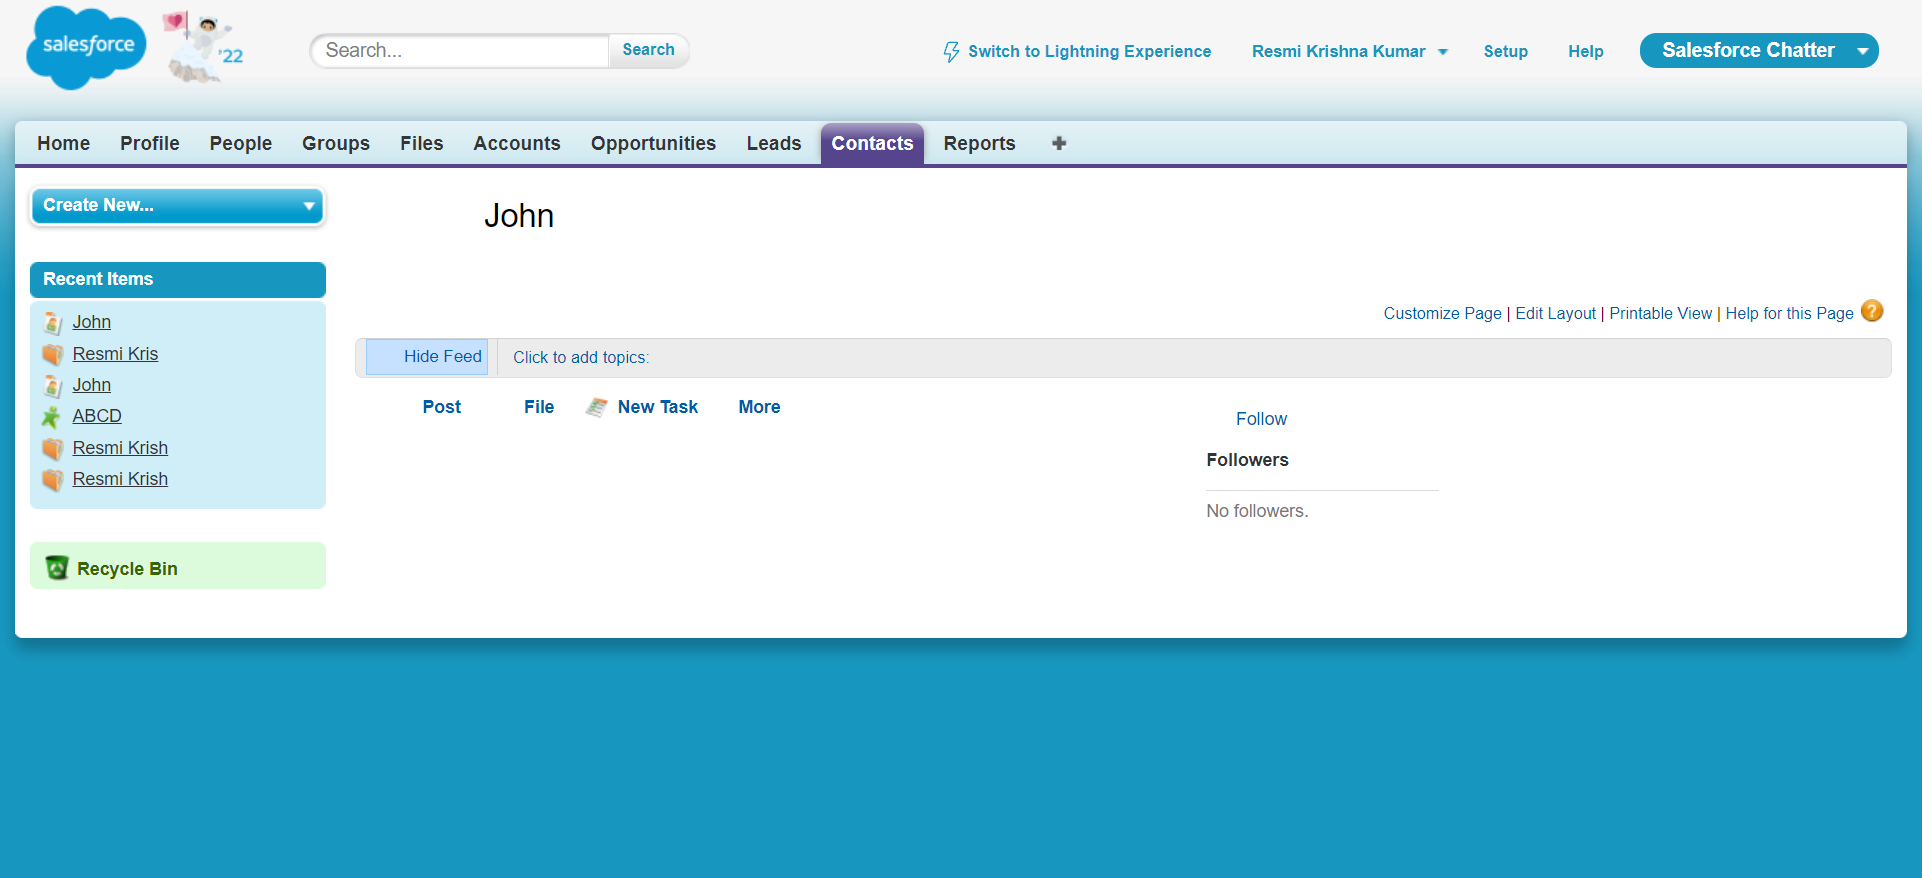 salesforce
'22
Search...
Search
Switch to Lightning Experience
Resmi Krishna Kumar
Setup
Help
Salesforce Chatter
Home
Profile
People
Groups
Files
Accounts
Opportunities
Leads
Contacts
Reports
Create New...
John
Recent Items
John
Resmi Kris
John
ABCD
Resmi Krish
Resmi Krish
Recycle Bin
Customize Page | Edit Layout | Printable View | Help for this Page ?
Hide Feed
Click to add topics:
Post
File
New Task
More
Follow
Followers
No followers.